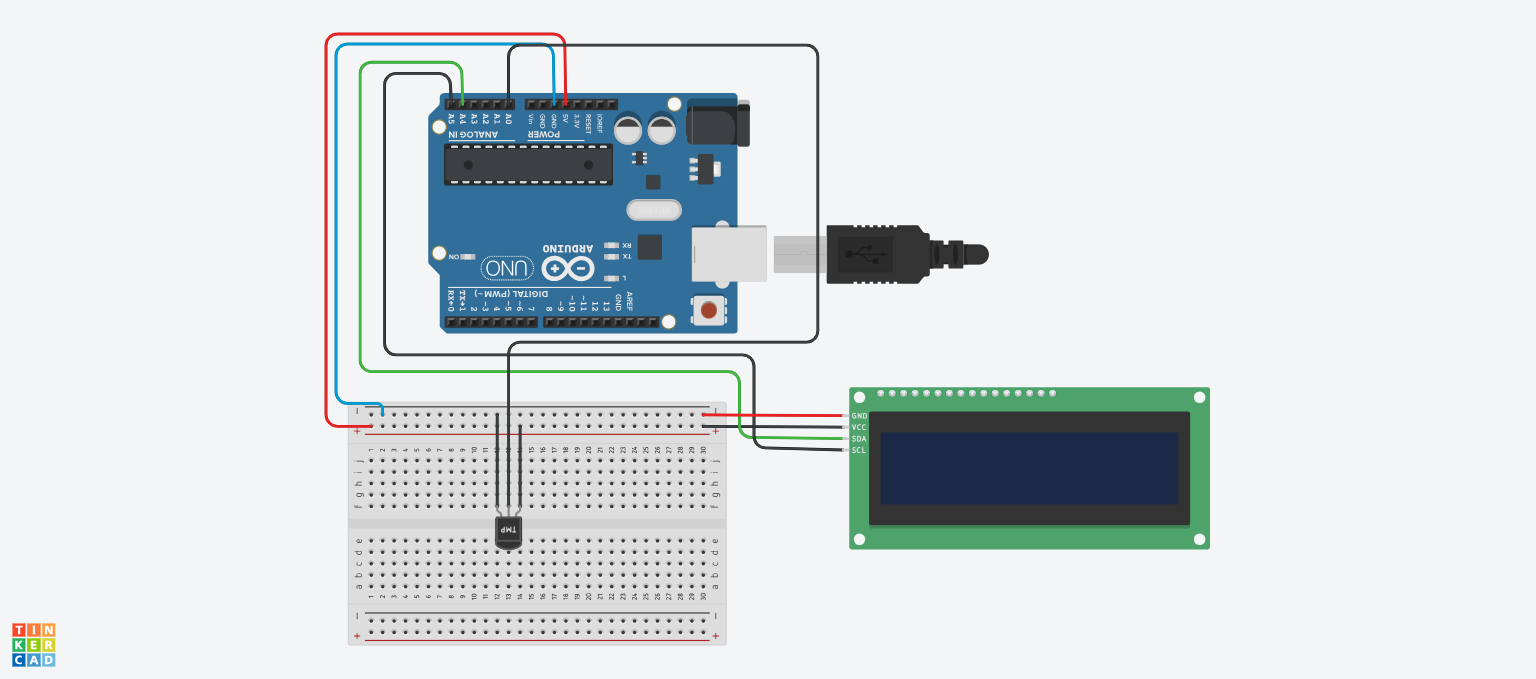 A5 A4 A3 A2 A1 A0 Vin GND GND 5V 3.3V RESET IOREF
ANALOG IN POWER
RX
ARDUINO
TX
ON
UNO
L
DIGITAL (PWM ~)
RX←0 TX→1 2 ~3 4 ~5 ~6 7 8 ~9 ~10 ~11 12 13 GND AREF
GND
VCC
SDA
SCL
− −
+ +
1 2 3 4 5 6 7 8 9 10 11 12 13 14 15 16 17 18 19 20 21 22 23 24 25 26 27 28 29 30
j j
i i
h h
g g
f f
TMP
e e
d d
c c
b b
a a
1 2 3 4 5 6 7 8 9 10 11 12 13 14 15 16 17 18 19 20 21 22 23 24 25 26 27 28 29 30
− −
+ +
TIN
KER
CAD